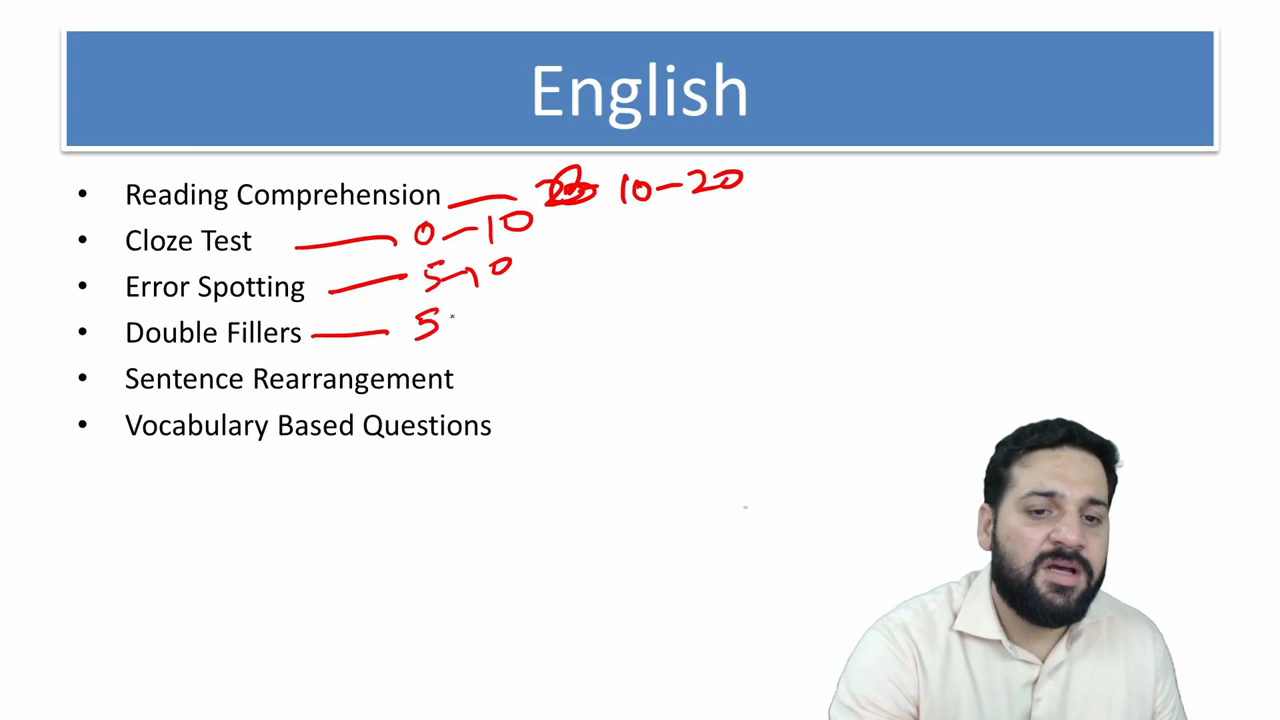 English
• Reading Comprehension — 10-20
• Cloze Test — 0-10
• Error Spotting — 5-10
• Double Fillers — 5
• Sentence Rearrangement
• Vocabulary Based Questions